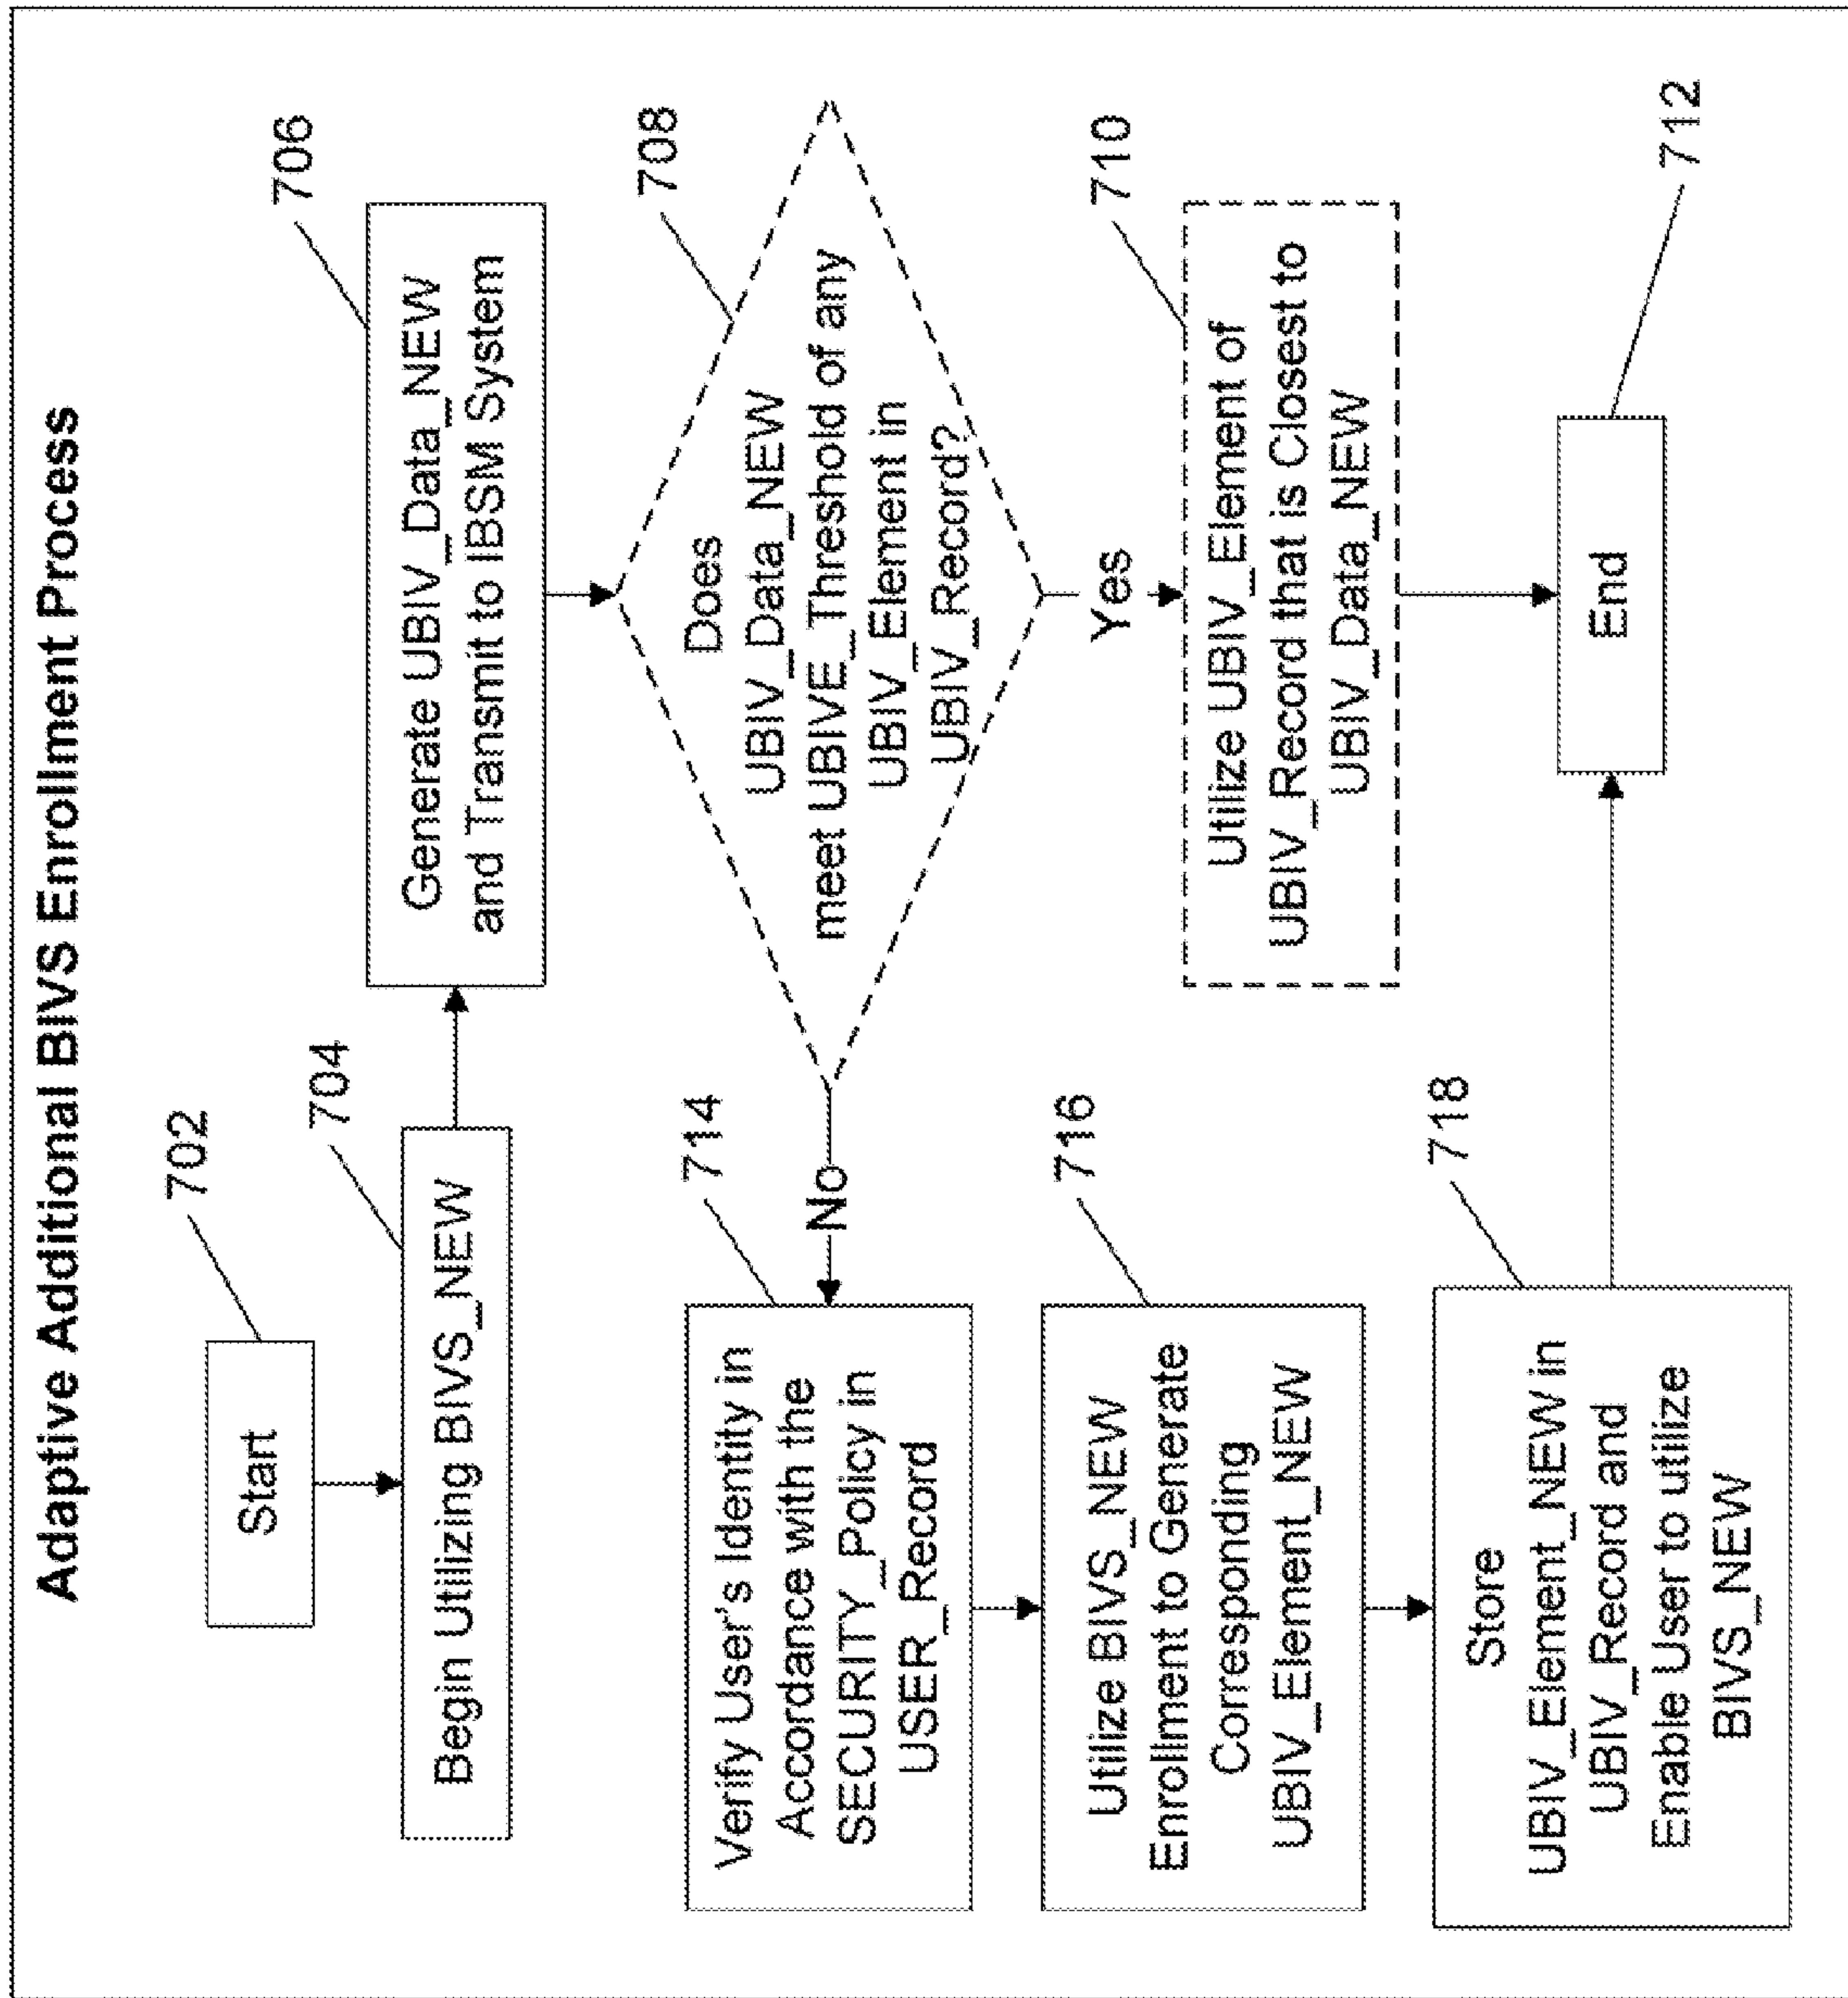 Adaptive Additional BIVS Enrollment Process
702
Start
704
Begin Utilizing BIVS_NEW
706
Generate UBIV_Data_NEW
and Transmit to IBSM System
708
Does
UBIV_Data_NEW
meet UBIVE_Threshold of any
UBIV_Element in
UBIV_Record?
Yes
No
710
Utilize UBIV_Element of
UBIV_Record that is Closest to
UBIV_Data_NEW
712
End
714
Verify User's Identity in
Accordance with the
SECURITY_Policy in
USER_Record
716
Utilize BIVS_NEW
Enrollment to Generate
Corresponding
UBIV_Element_NEW
718
Store
UBIV_Element_NEW in
UBIV_Record and
Enable User to utilize
BIVS_NEW